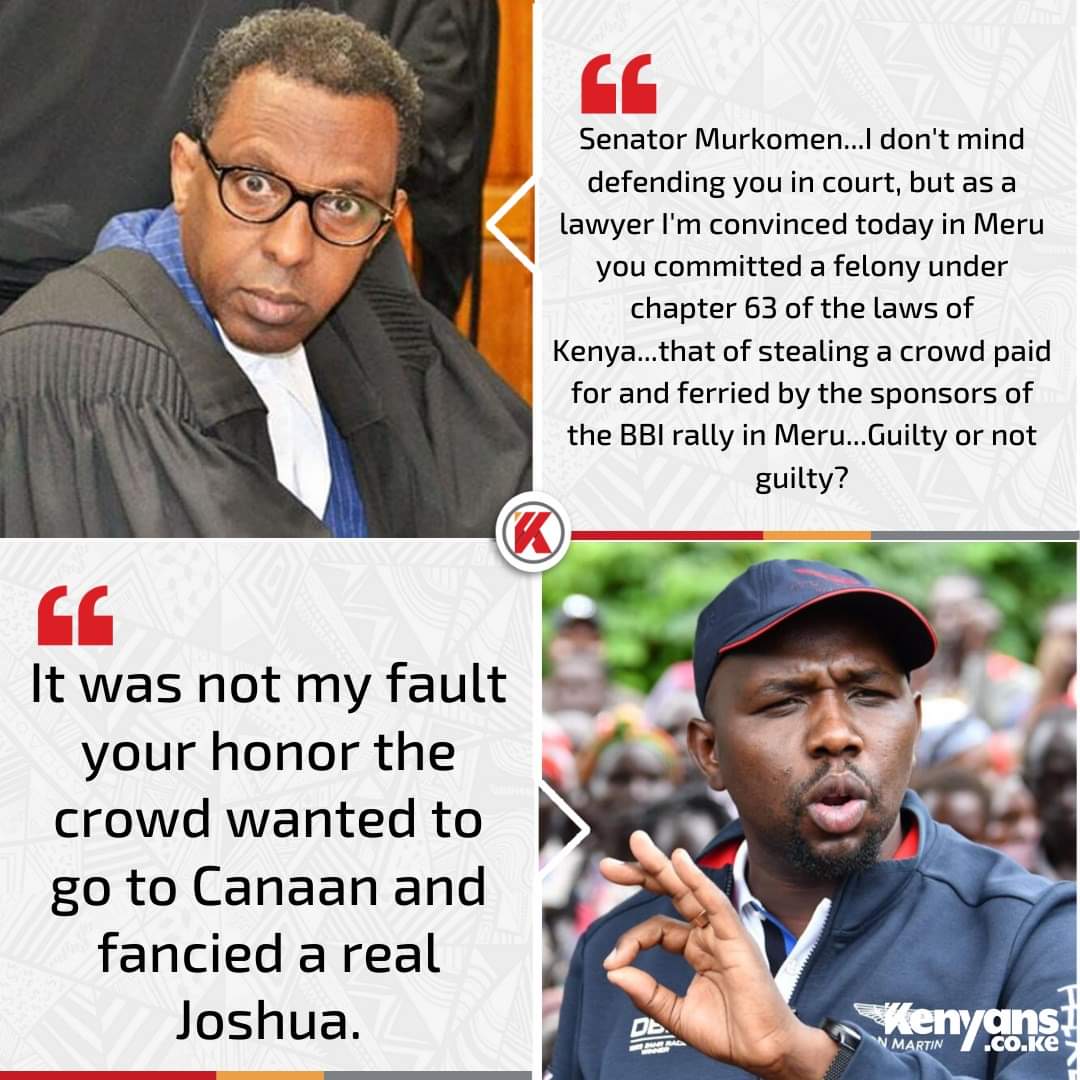 Senator Murkomen...I don't mind
defending you in court, but as a
lawyer I'm convinced today in Meru
you committed a felony under
chapter 63 of the laws of
Kenya...that of stealing a crowd paid
for and ferried by the sponsors of
the BBI rally in Meru...Guilty or not
guilty?
K
It was not my fault
your honor the
crowd wanted to
go to Canaan and
fancied a real
Joshua.
Kenyans
.co.ke
N MARTIN